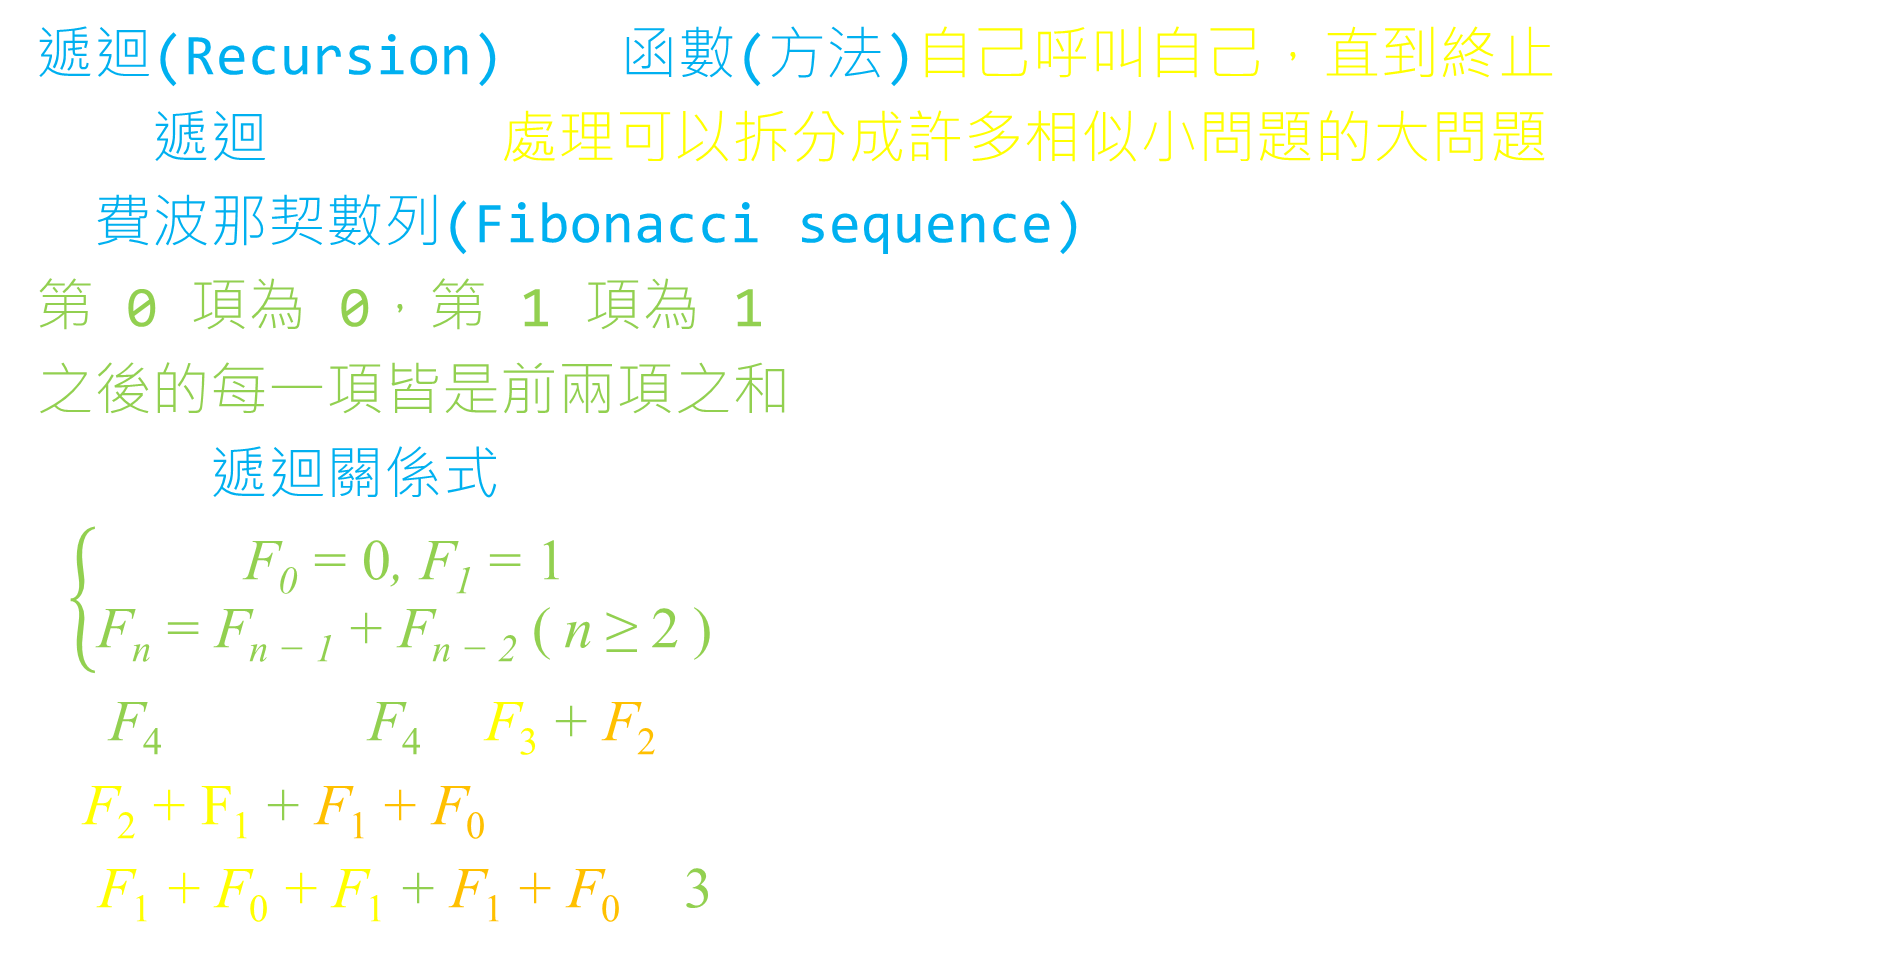 遞迴(Recursion) 函數(方法)自己呼叫自己，直到終止
遞迴 處理可以拆分成許多相似小問題的大問題
費波那契數列(Fibonacci sequence)
第 0 項為 0，第 1 項為 1
之後的每一項皆是前兩項之和
遞迴關係式
F₀ = 0, F₁ = 1
Fₙ = Fₙ₋₁ + Fₙ₋₂ ( n ≥ 2 )
F₄ F₄ F₃ + F₂
F₂ + F₁ + F₁ + F₀
F₁ + F₀ + F₁ + F₁ + F₀ 3